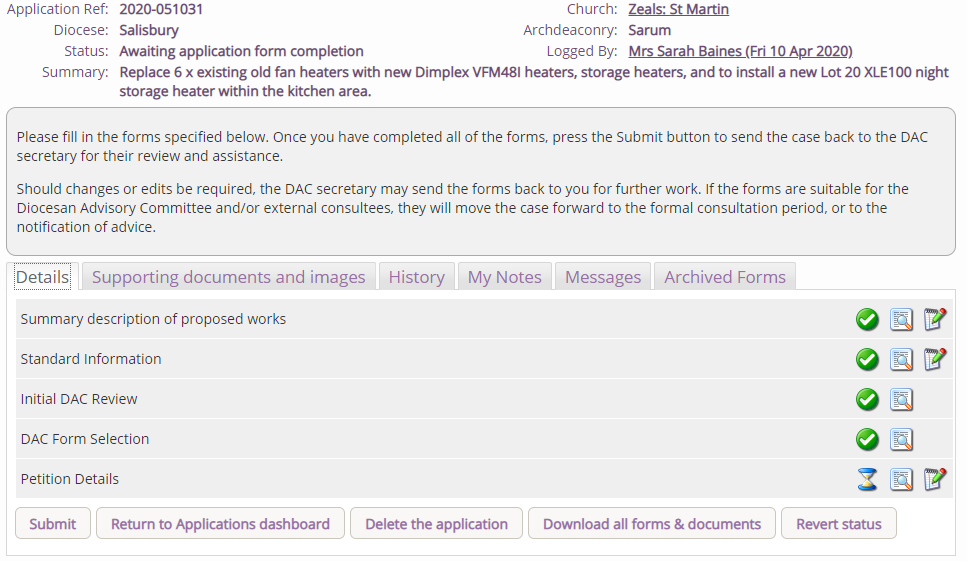 Application Ref: 2020-051031 Church: Zeals: St Martin
Diocese: Salisbury Archdeaconry: Sarum
Status: Awaiting application form completion Logged By: Mrs Sarah Baines (Fri 10 Apr 2020)
Summary: Replace 6 x existing old fan heaters with new Dimplex VFM48I heaters, storage heaters, and to install a new Lot 20 XLE100 night
storage heater within the kitchen area.
Please fill in the forms specified below. Once you have completed all of the forms, press the Submit button to send the case back to the DAC
secretary for their review and assistance.
Should changes or edits be required, the DAC secretary may send the forms back to you for further work. If the forms are suitable for the
Diocesan Advisory Committee and/or external consultees, they will move the case forward to the formal consultation period, or to the
notification of advice.
Details Supporting documents and images History My Notes Messages Archived Forms
Summary description of proposed works
Standard Information
Initial DAC Review
DAC Form Selection
Petition Details
Submit Return to Applications dashboard Delete the application Download all forms & documents Revert status